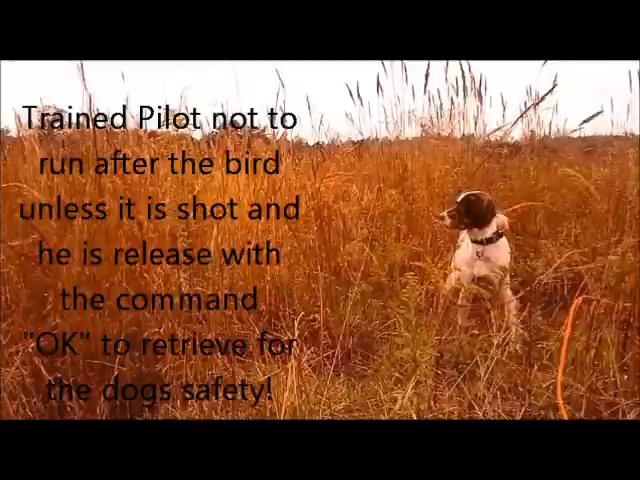 Trained Pilot not to
run after the bird
unless it is shot and
he is release with
the command
"OK" to retrieve for
the dogs safety!